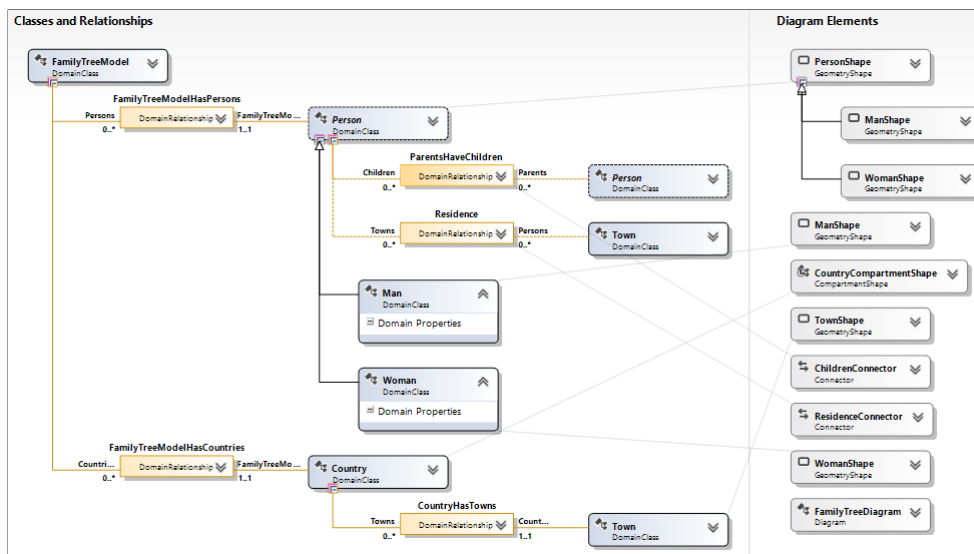 Classes and Relationships
Diagram Elements
FamilyTreeModel
DomainClass
FamilyTreeModelHasPersons
Persons
0..*
DomainRelationship
FamilyTreeMo ...
1..1
Person
DomainClass
ParentsHaveChildren
Children
0..*
DomainRelationship
Parents
0..*
Person
DomainClass
Residence
Towns
0..*
DomainRelationship
Persons
0..*
Town
DomainClass
Man
DomainClass
Domain Properties
Woman
DomainClass
Domain Properties
FamilyTreeModelHasCountries
Countri...
0..*
DomainRelationship
FamilyTreeMo...
1..1
Country
DomainClass
CountryHasTowns
Towns
0..*
DomainRelationship
Count...
1..1
Town
DomainClass
PersonShape
GeometryShape
ManShape
GeometryShape
WomanShape
GeometryShape
ManShape
GeometryShape
CountryCompartmentShape
CompartmentShape
TownShape
GeometryShape
ChildrenConnector
Connector
ResidenceConnector
Connector
WomanShape
GeometryShape
FamilyTreeDiagram
Diagram